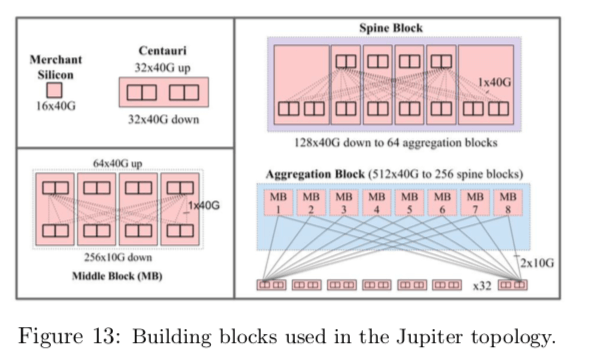 Merchant
Silicon
16x40G
Centauri
32x40G up
32x40G down
64x40G up
1x40G
256x10G down
Middle Block (MB)
Spine Block
1x40G
128x40G down to 64 aggregation blocks
Aggregation Block (512x40G to 256 spine blocks)
MB MB MB MB MB MB MB MB
1 2 3 4 5 6 7 8
2x10G
x32
Figure 13: Building blocks used in the Jupiter topology.